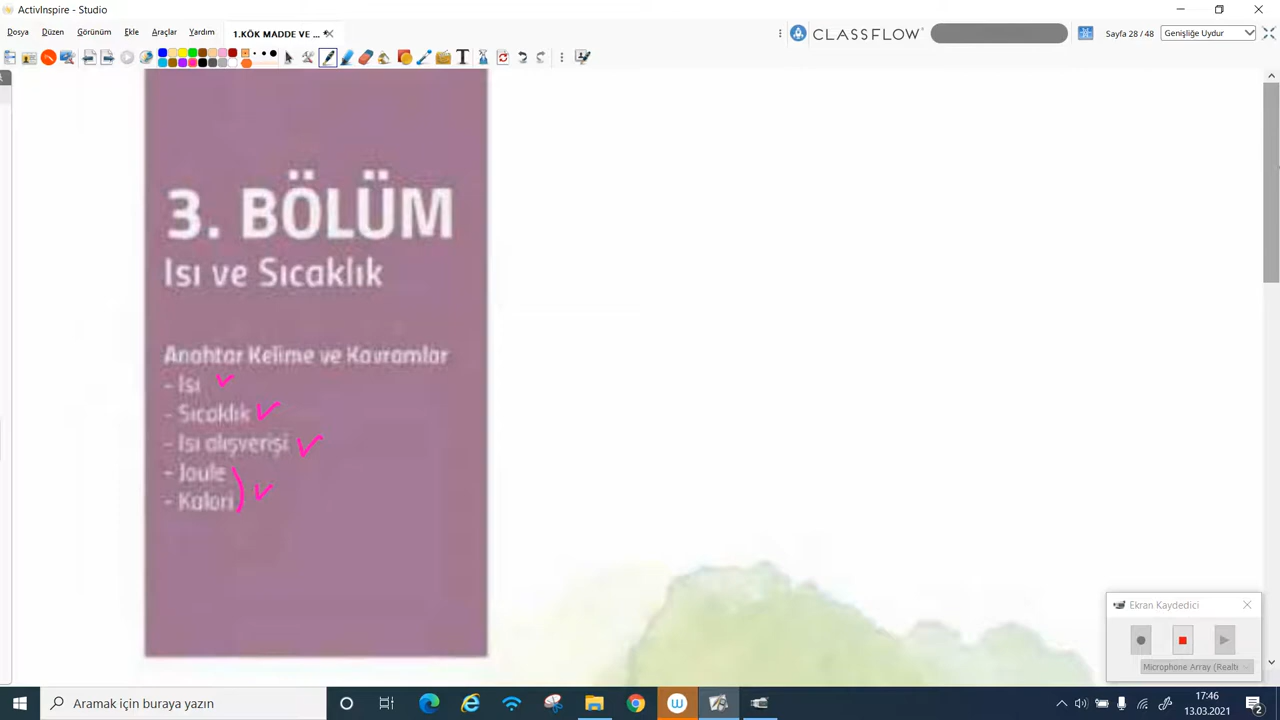 ActivInspire - Studio
Dosya Düzen Görünüm Ekle Araçlar Yardım
1.KÖK MADDE VE ...
CLASSFLOW
Sayfa 28 / 48
Genişliğe Uydur
3. BÖLÜM
Isı ve Sıcaklık
Anahtar Kelime ve Kavramlar
- Isı
- Sıcaklık
- Isı alışverişi
- Joule
- Kalori
Ekran Kaydedici
Microphone Array (Realt
Aramak için buraya yazın
17:46
13.03.2021
2